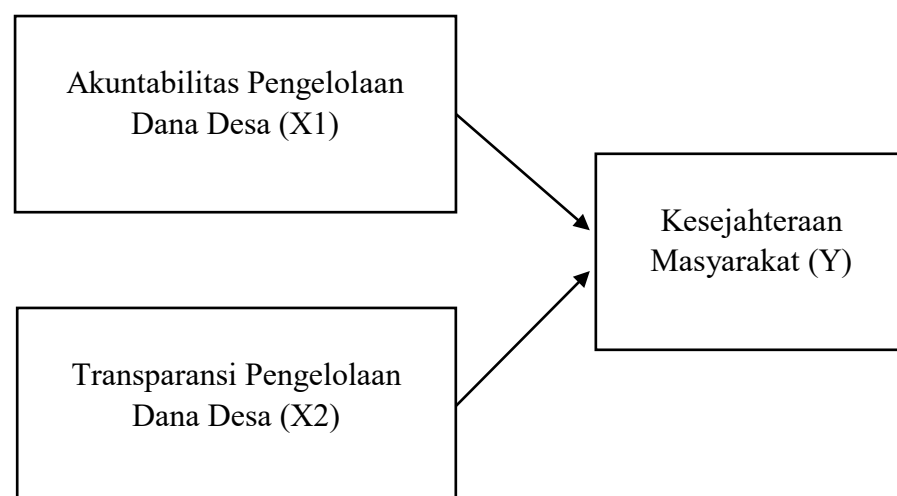 Akuntabilitas Pengelolaan
Dana Desa (X1)
Kesejahteraan
Masyarakat (Y)
Transparansi Pengelolaan
Dana Desa (X2)